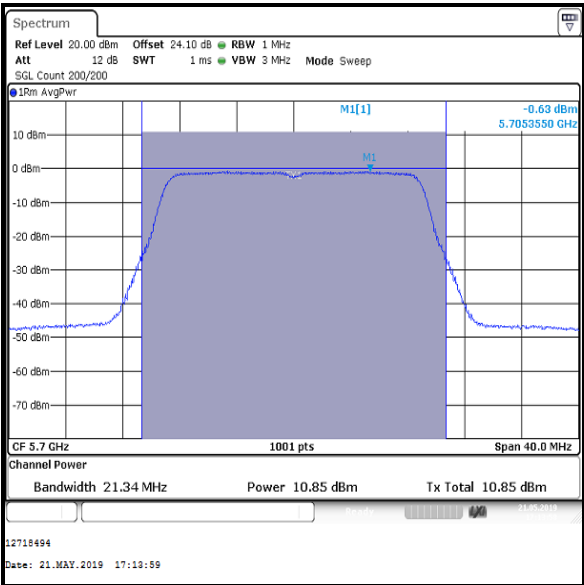 Spectrum
Ref Level 20.00 dBm Offset 24.10 dB RBW 1 MHz
Att 12 dB SWT 1 ms VBW 3 MHz Mode Sweep
SGL Count 200/200
1Rm AvgPwr
M1[1] -0.63 dBm
5.7053550 GHz
10 dBm
M1
0 dBm
-10 dBm
-20 dBm
-30 dBm
-40 dBm
-50 dBm
-60 dBm
-70 dBm
CF 5.7 GHz 1001 pts Span 40.0 MHz
Channel Power
Bandwidth 21.34 MHz Power 10.85 dBm Tx Total 10.85 dBm
Ready 21.05.2019
12718494
Date: 21.MAY.2019 17:13:59